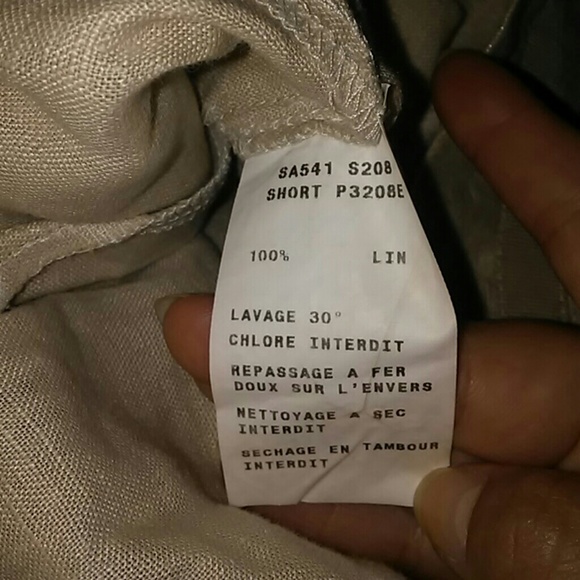 SA541 S208
SHORT P3208E
100% LIN
LAVAGE 30°
CHLORE INTERDIT
REPASSAGE A FER
DOUX SUR L'ENVERS
NETTOYAGE A SEC
INTERDIT
SECHAGE EN TAMBOUR
INTERDIT